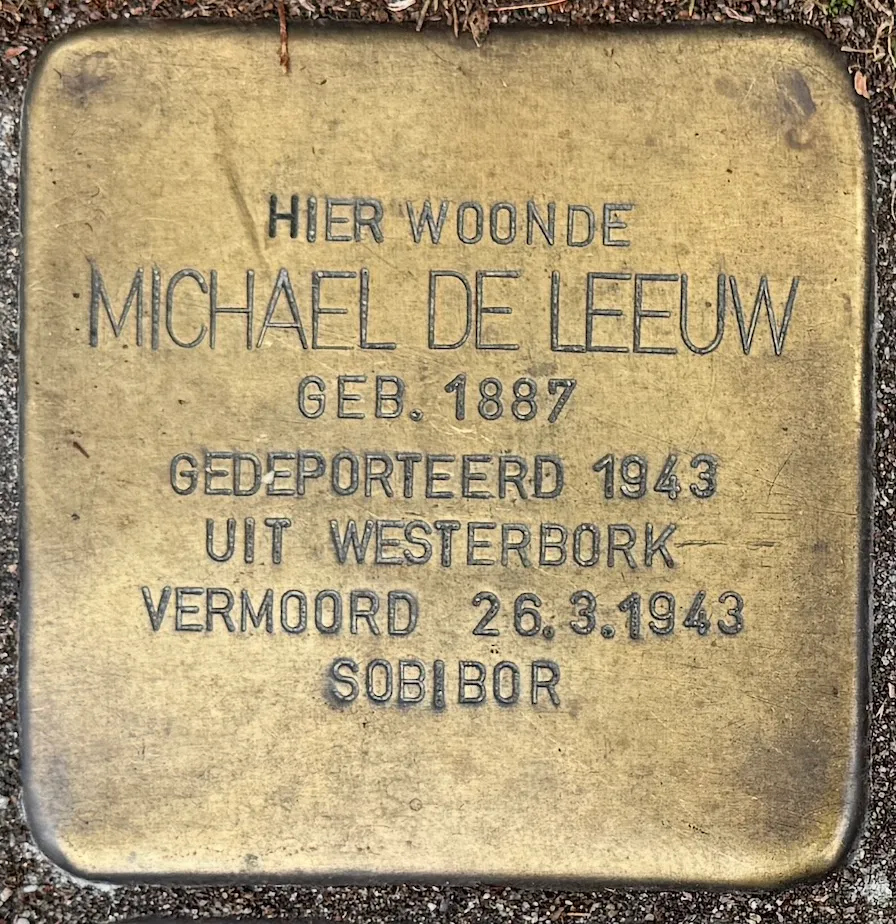 HIER WOONDE
MICHAEL DE LEEUW
GEB. 1887
GEDEPORTEERD 1943
UIT WESTERBORK
VERMOORD 26.3.1943
SOBIBOR